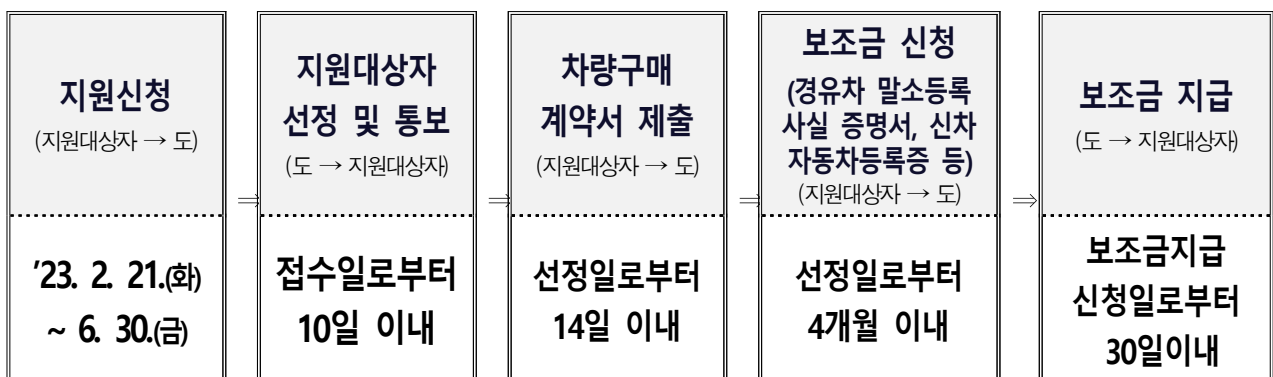 지원신청
(지원대상자 → 도)
'23. 2. 21.(화)
~ 6. 30.(금)
⇒
지원대상자
선정 및 통보
(도 → 지원대상자)
접수일로부터
10일 이내
⇒
차량구매
계약서 제출
(지원대상자 → 도)
선정일로부터
14일 이내
⇒
보조금 신청
(경유차 말소등록
사실 증명서, 신차
자동차등록증 등)
(지원대상자 → 도)
선정일로부터
4개월 이내
⇒
보조금 지급
(도 → 지원대상자)
보조금지급
신청일로부터
30일이내